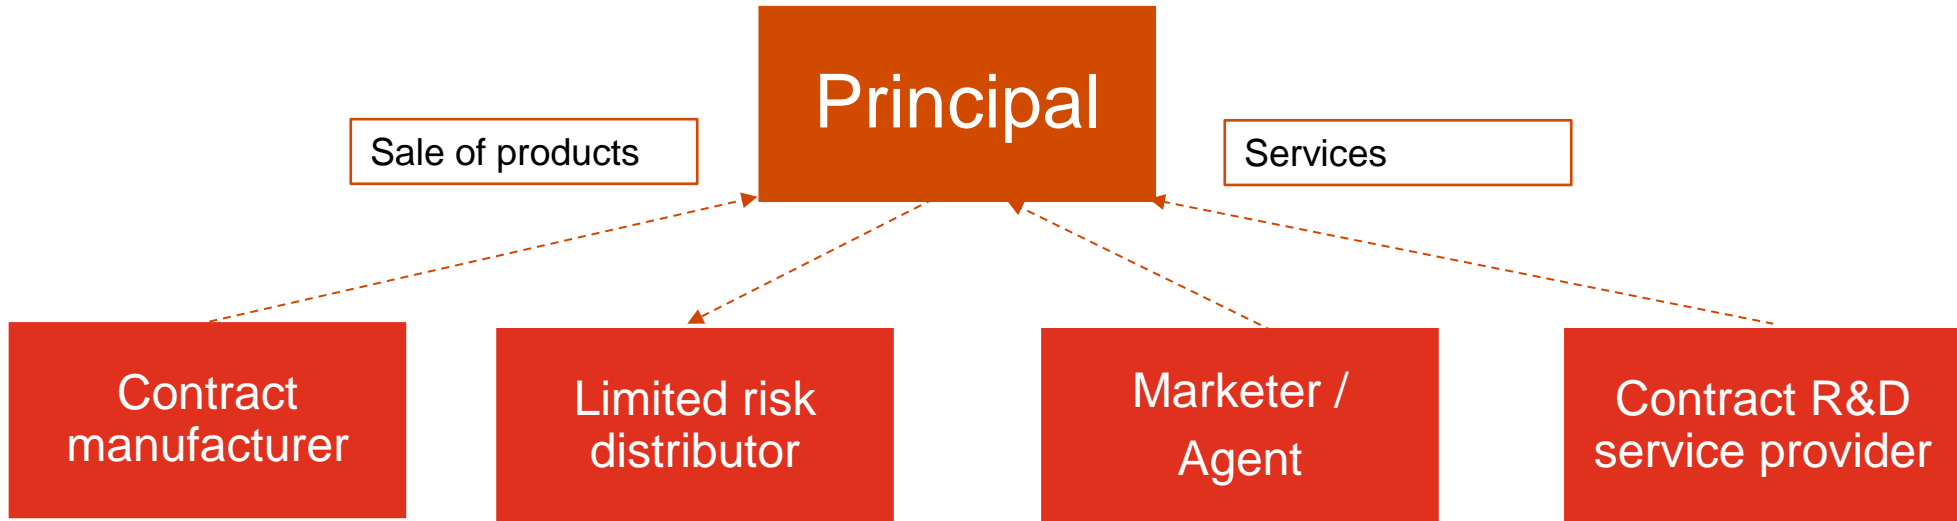 Principal
Sale of products
Services
Contract
manufacturer
Limited risk
distributor
Marketer /
Agent
Contract R&D
service provider